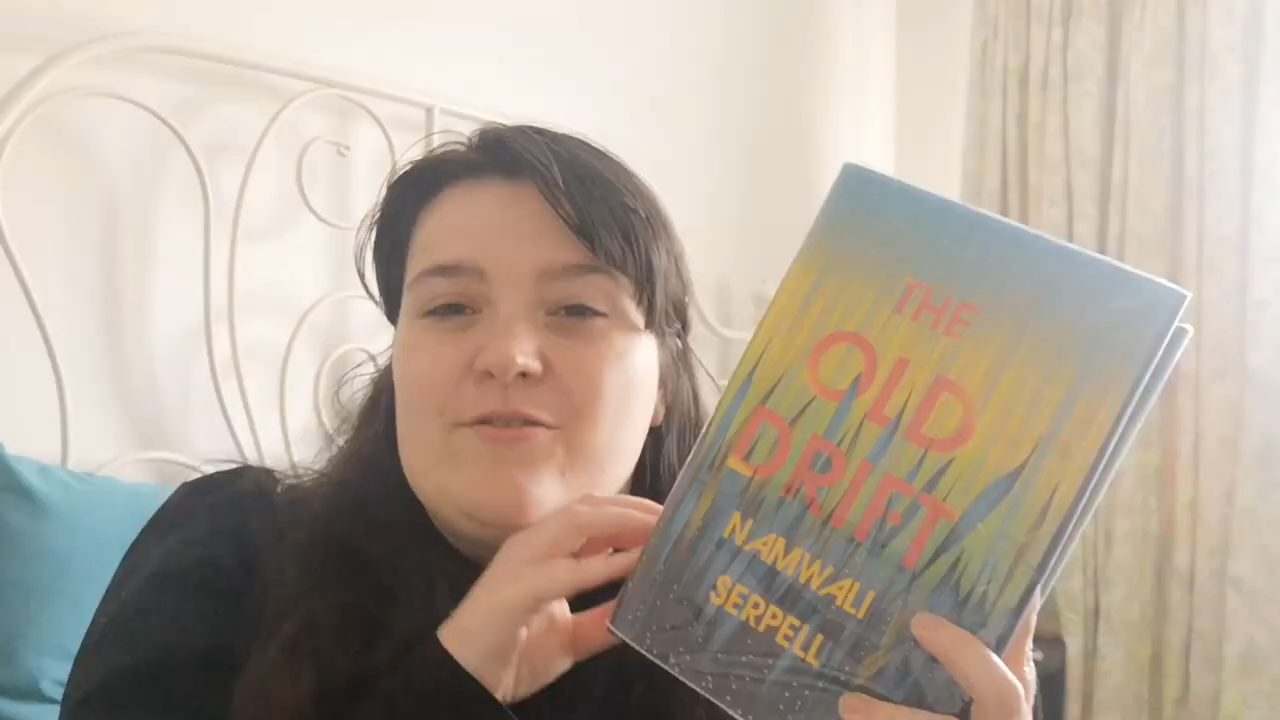 THE
OLD
DRIFT
NAMWALI
SERPELL